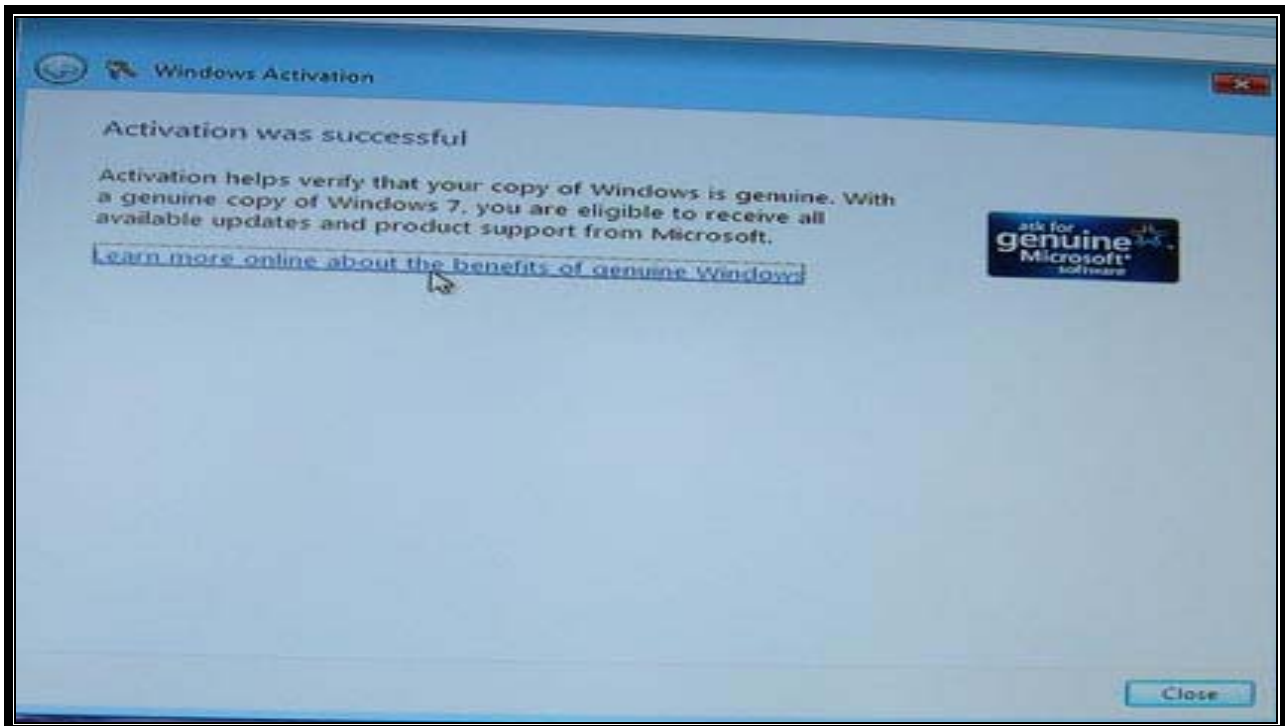 Windows Activation
Activation was successful
Activation helps verify that your copy of Windows is genuine. With
a genuine copy of Windows 7, you are eligible to receive all
available updates and product support from Microsoft.
Learn more online about the benefits of genuine Windows
ask for
genuine
Microsoft
software
Close